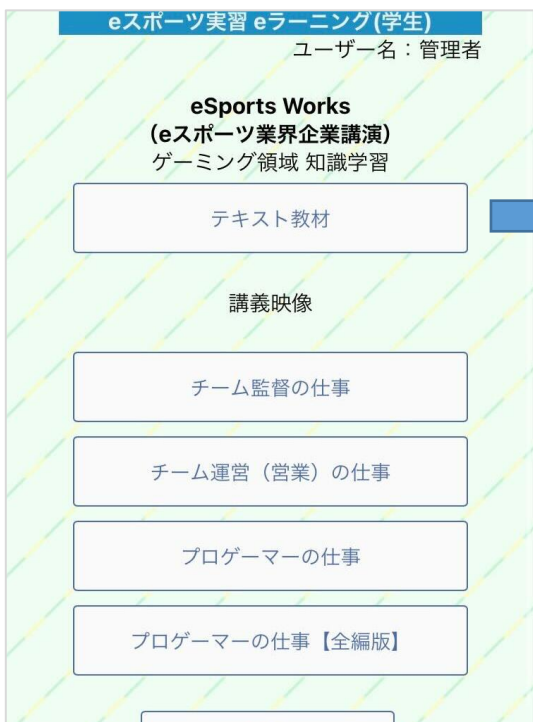 eスポーツ実習 eラーニング(学生)
ユーザー名：管理者
eSports Works
（eスポーツ業界企業講演）
ゲーミング領域 知識学習
テキスト教材
講義映像
チーム監督の仕事
チーム運営（営業）の仕事
プロゲーマーの仕事
プロゲーマーの仕事【全編版】